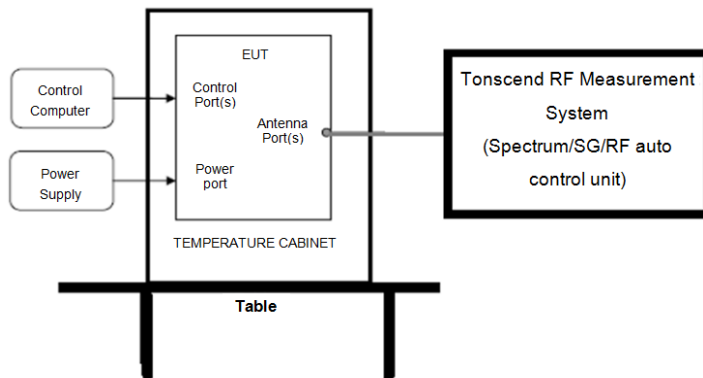 EUT
Control
Computer
Control
Port(s)
Antenna
Port(s)
Power
Supply
Power
port
TEMPERATURE CABINET
Table
Tonscend RF Measurement
System
(Spectrum/SG/RF auto
control unit)